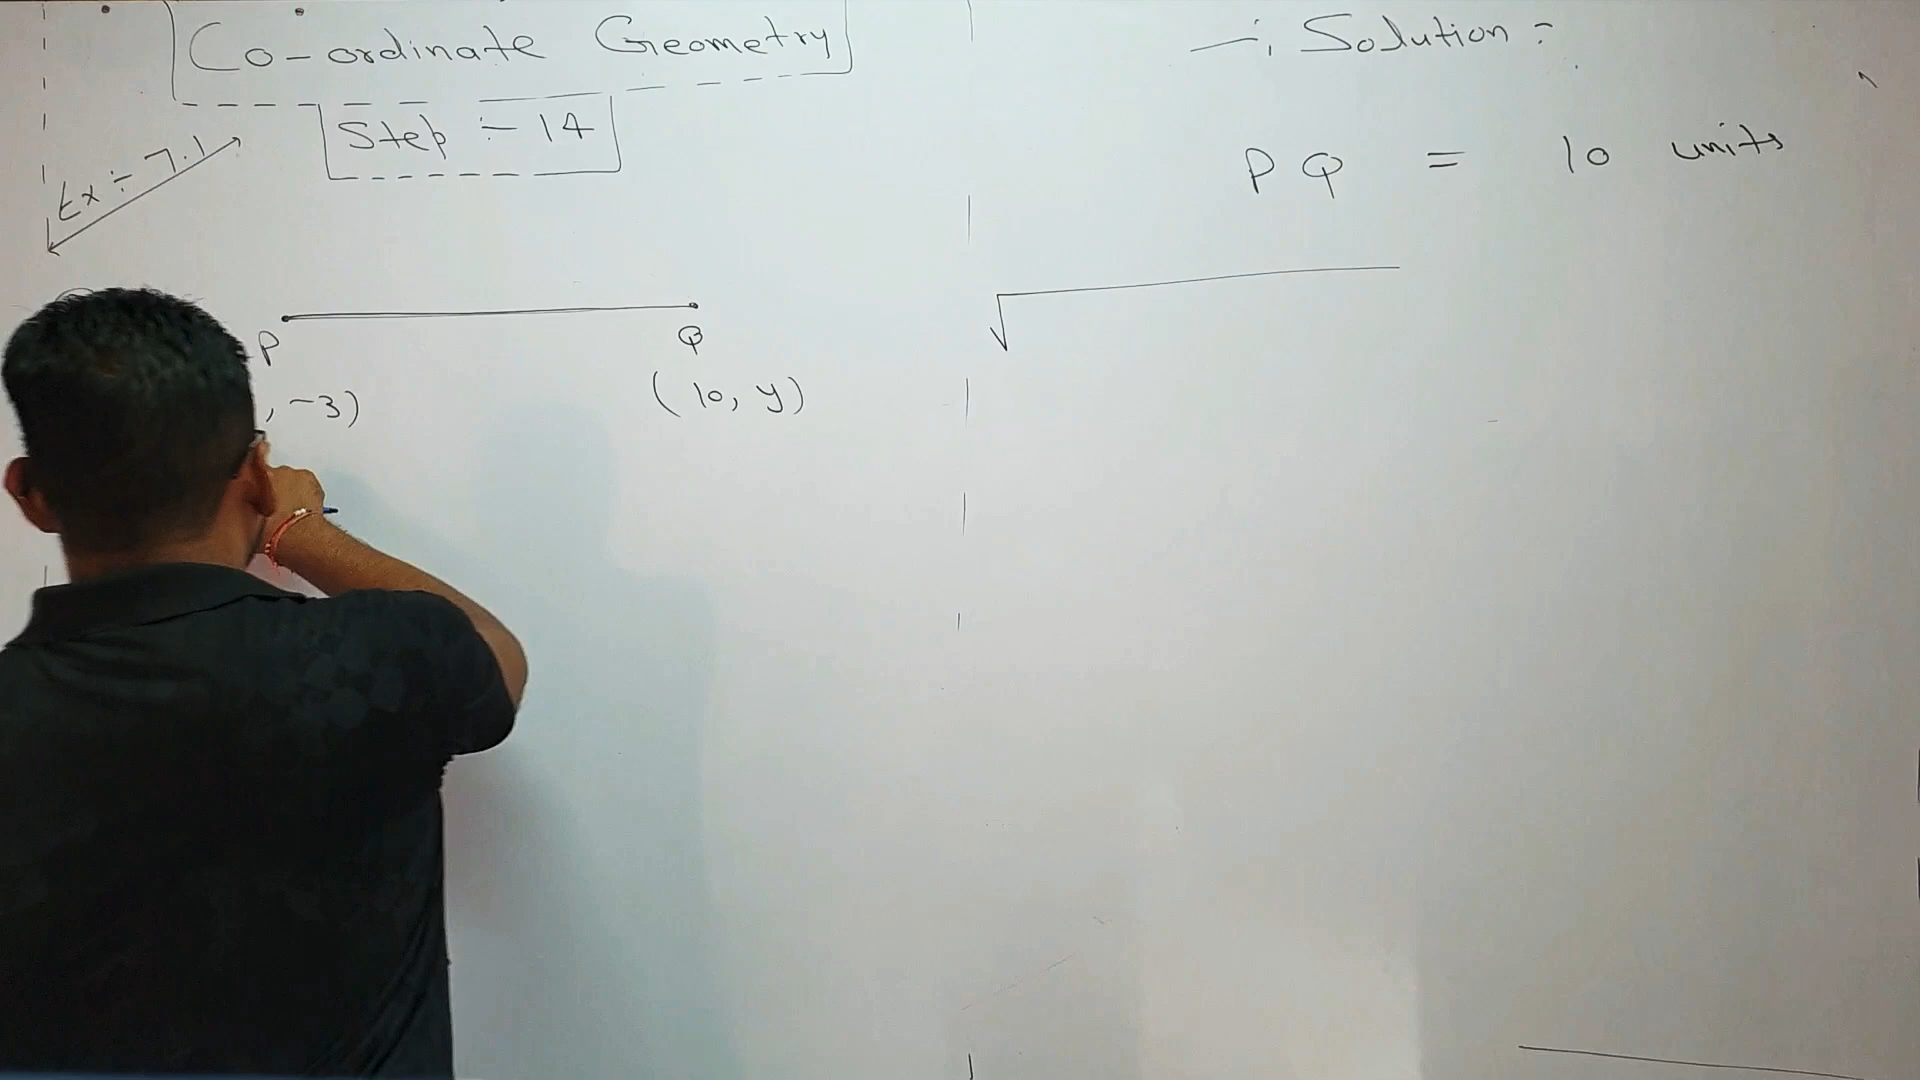 Co-ordinate Geometry
Step :- 14
Ex :- 7.1
P
Q
, -3)
(10, y)
-: Solution :-
PQ = 10 units
√